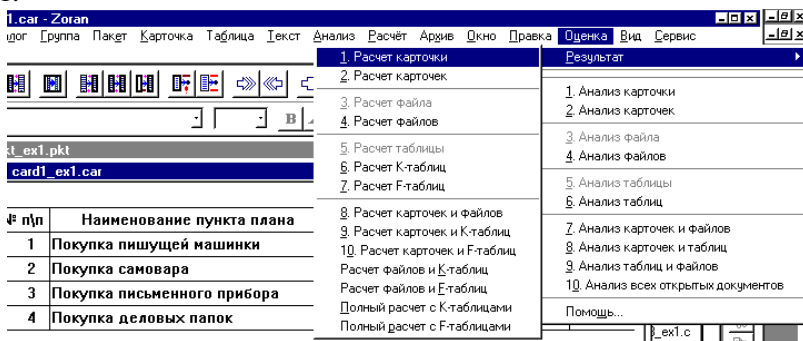 1.car - Zoran
лог Группа Пакет Карточка Таблица Текст Анализ Расчёт Архив Окно Правка Оценка Вид Сервис
1. Расчет карточки
2. Расчет карточек
3. Расчет файла
4. Расчет файлов
5. Расчет таблицы
6. Расчет К-таблиц
7. Расчет F-таблиц
8. Расчет карточек и файлов
9. Расчет карточек и К-таблиц
10. Расчет карточек и F-таблиц
Расчет файлов и К-таблиц
Расчет файлов и F-таблиц
Полный расчет с К-таблицами
Полный расчет с F-таблицами
Результат
1. Анализ карточки
2. Анализ карточек
3. Анализ файла
4. Анализ файлов
5. Анализ таблицы
6. Анализ таблиц
7. Анализ карточек и файлов
8. Анализ карточек и таблиц
9. Анализ таблиц и файлов
10. Анализ всех открытых документов
Помощь...
B
kt_ex1.pkt
card1_ex1.car
№ п\п Наименование пункта плана
1 Покупка пишущей машинки
2 Покупка самовара
3 Покупка письменного прибора
4 Покупка деловых папок
3_ex1.c